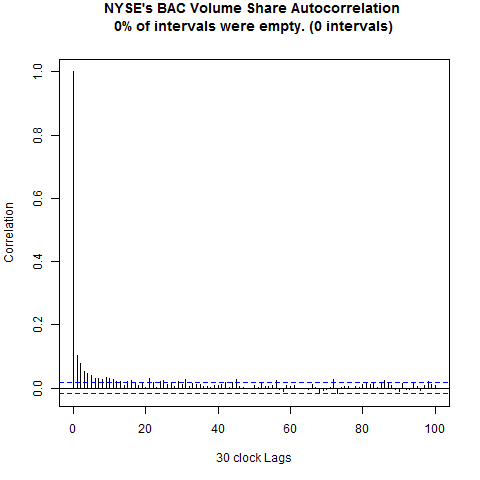 NYSE's BAC Volume Share Autocorrelation
0% of intervals were empty. (0 intervals)
1.0
0.8
0.6
0.4
0.2
0.0
Correlation
0 20 40 60 80 100
30 clock Lags